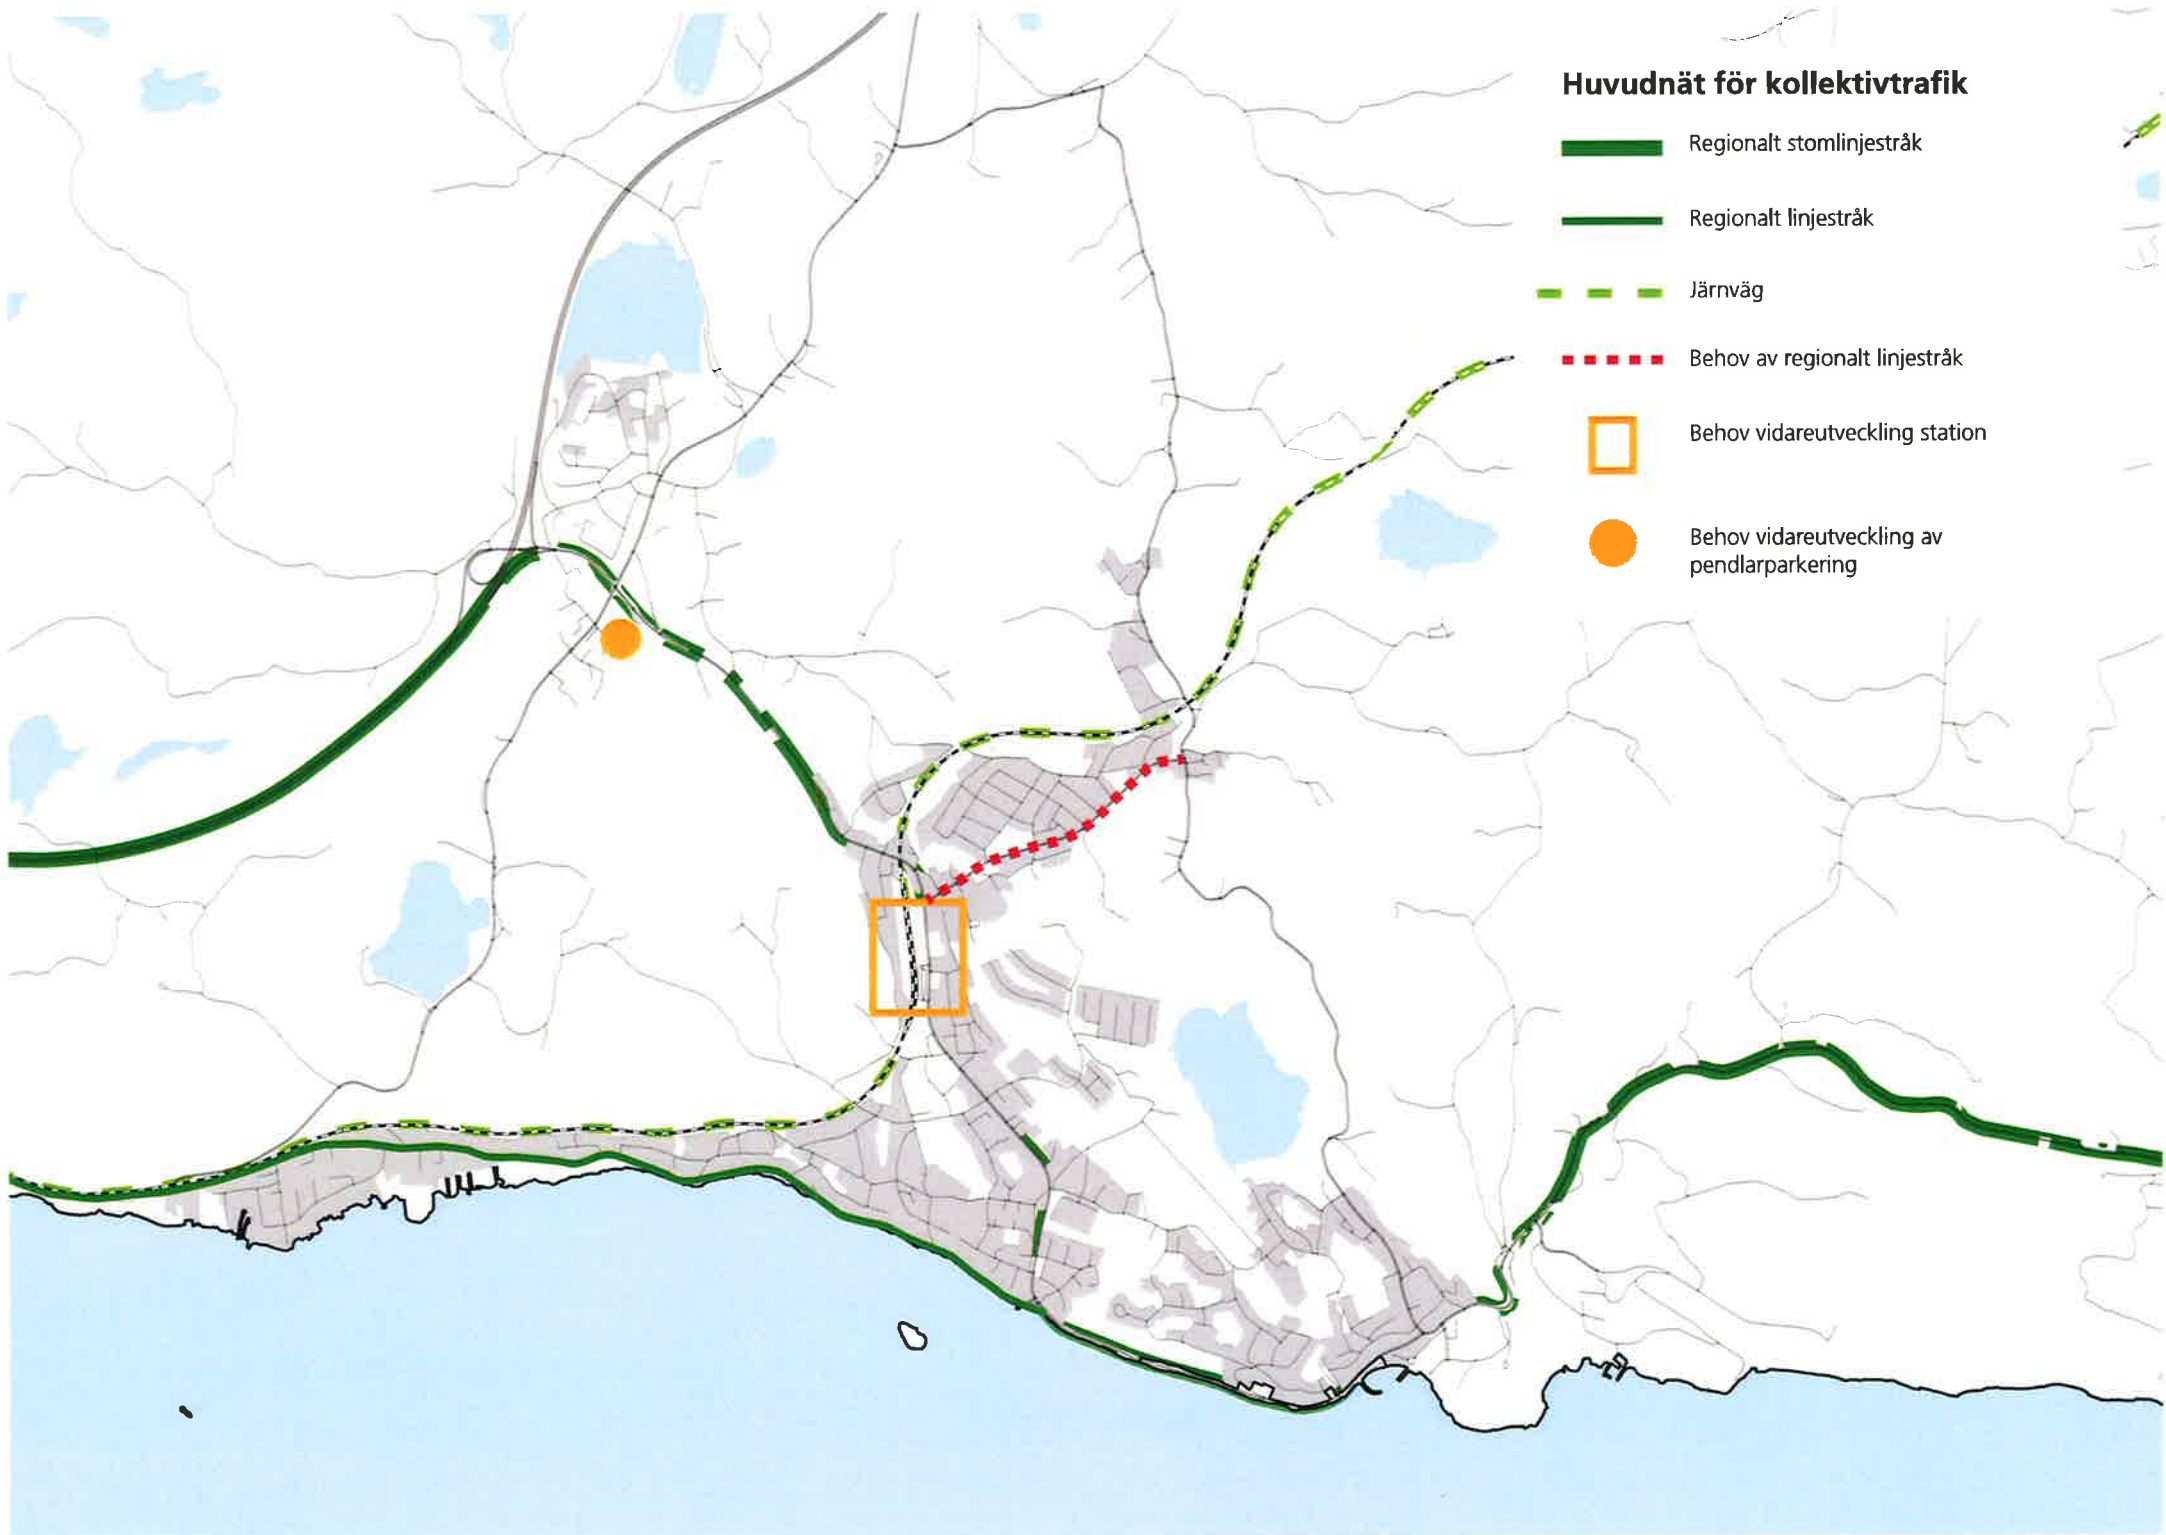 Huvudnät för kollektivtrafik
Regionalt stomlinjestråk
Regionalt linjestråk
Järnväg
Behov av regionalt linjestråk
Behov vidareutveckling station
Behov vidareutveckling av
pendlarparkering